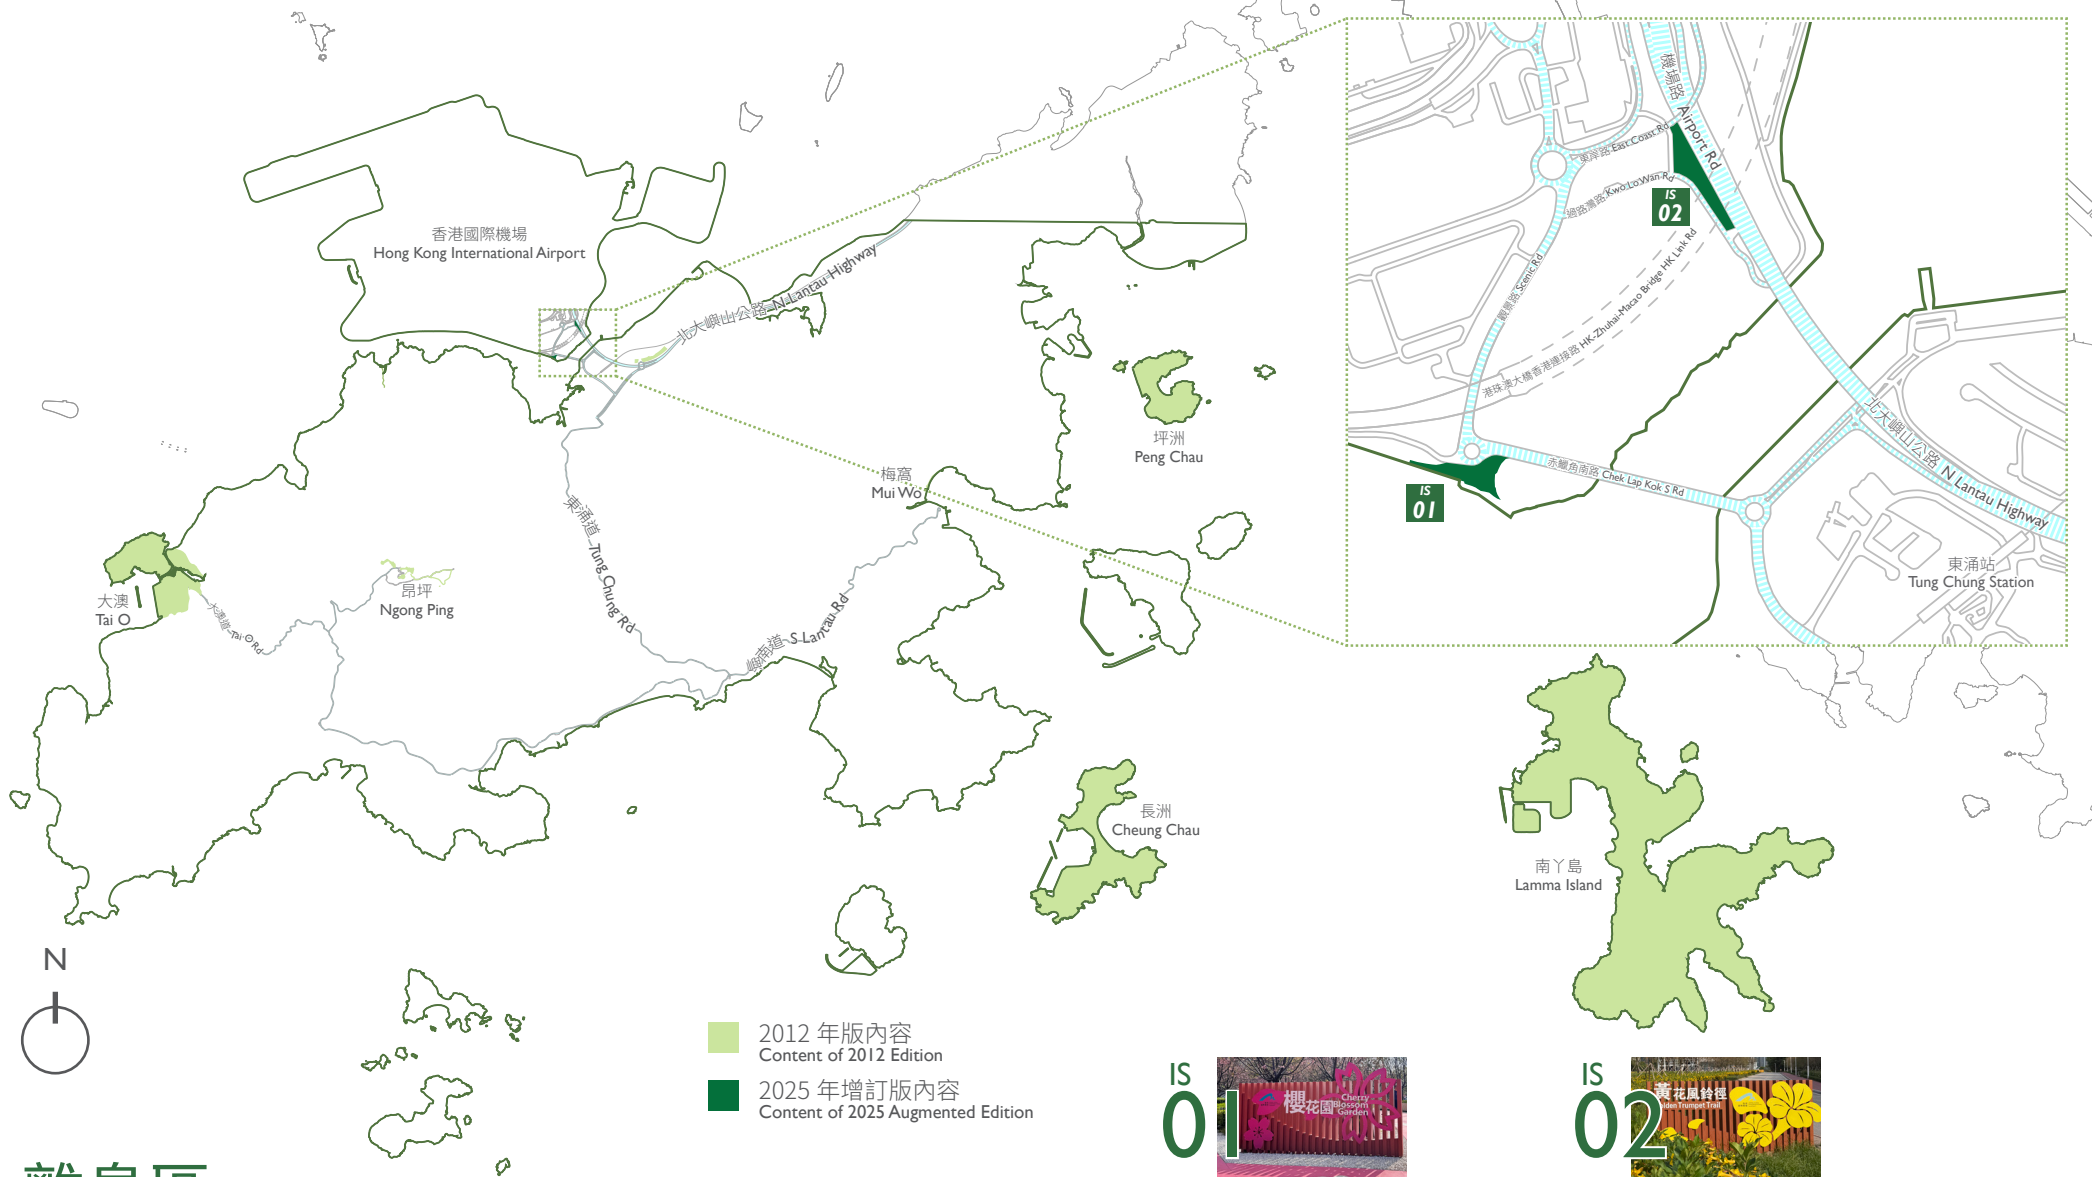 香港國際機場
Hong Kong International Airport
北大嶼山公路 N Lantau Highway
坪洲
Peng Chau
梅窩
Mui Wo
東涌道 Tung Chung Rd
大澳
Tai O
大澳道 Tai O Rd
昂坪
Ngong Ping
嶼南道 S Lantau Rd
長洲
Cheung Chau
南丫島
Lamma Island
機場路 Airport Rd
東岸路 East Coast Rd
過路灣路 Kwo Lo Wan Rd
IS
02
觀景路 Scenic Rd
港珠澳大橋香港連接路 HK-Zhuhai-Macao Bridge HK Link Rd
IS
01
赤鱲角南路 Chek Lap Kok S Rd
北大嶼山公路 N Lantau Highway
東涌站
Tung Chung Station
N
2012 年版內容
Content of 2012 Edition
2025 年增訂版內容
Content of 2025 Augmented Edition
IS
01
櫻花園
Cherry
Blossom
Garden
IS
02
黃花風鈴徑
Golden Trumpet Trail
離島區